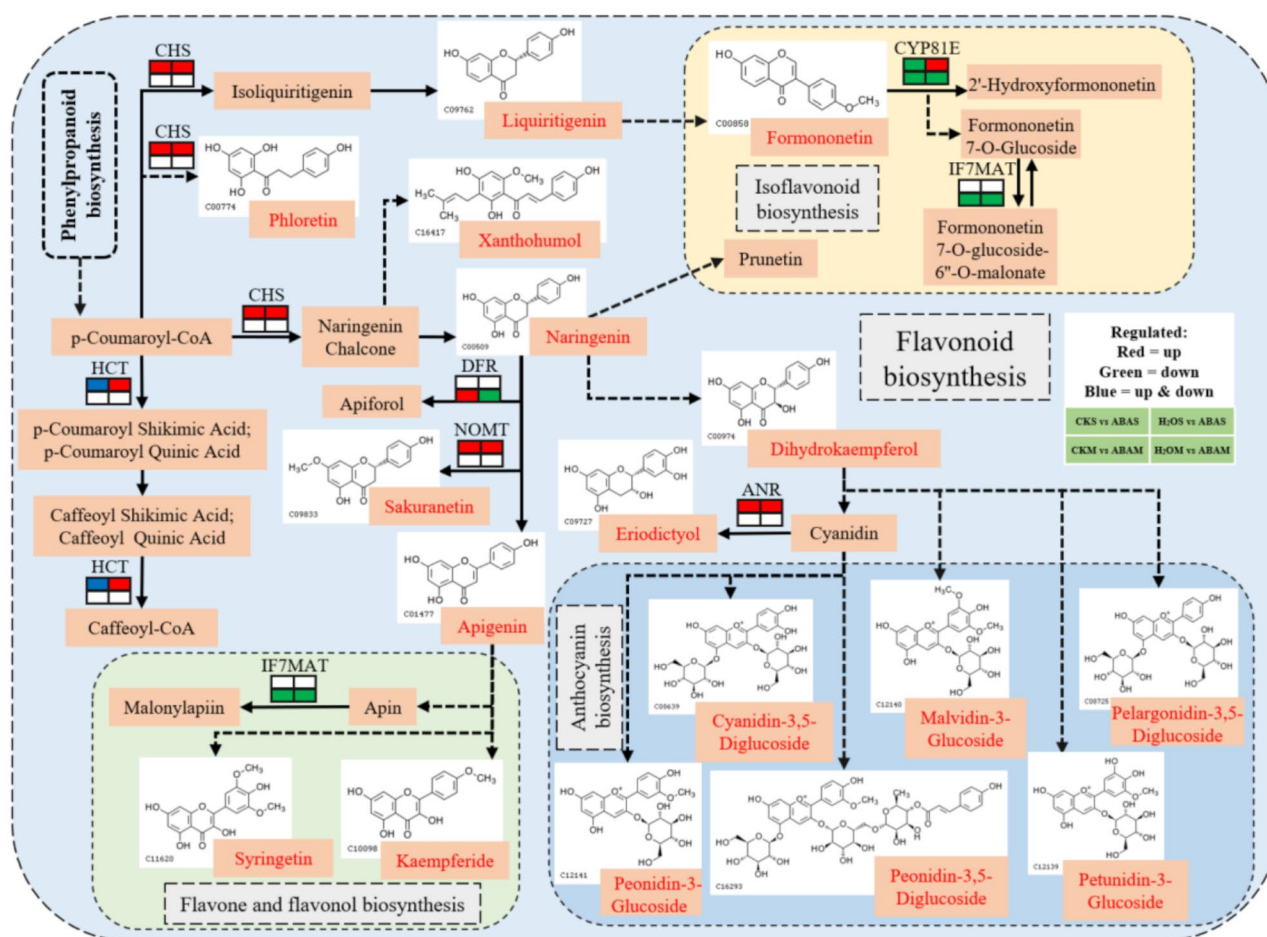 CHS
Isoliquiritigenin
C09762
Liquiritigenin
C00858
Formononetin
CYP81E
2'-Hydroxyformononetin
Formononetin
7-O-Glucoside
IF7MAT
Formononetin
7-O-glucoside-
6"-O-malonate
Isoflavonoid
biosynthesis
Prunetin
Phenylpropanoid
biosynthesis
CHS
C00774
Phloretin
C16417
Xanthohumol
p-Coumaroyl-CoA
CHS
Naringenin
Chalcone
C00509
Naringenin
Flavonoid
biosynthesis
Regulated:
Red = up
Green = down
Blue = up & down
CKS vs ABAS
H₂OS vs ABAS
CKM vs ABAM
H₂OM vs ABAM
HCT
p-Coumaroyl Shikimic Acid;
p-Coumaroyl Quinic Acid
Caffeoyl Shikimic Acid;
Caffeoyl Quinic Acid
HCT
Caffeoyl-CoA
DFR
Apiforol
NOMT
C09833
Sakuranetin
C01477
Apigenin
C00974
Dihydrokaempferol
C09727
Eriodictyol
ANR
Cyanidin
IF7MAT
Malonylapiin
Apin
C11620
Syringetin
C10098
Kaempferide
Flavone and flavonol biosynthesis
Anthocyanin
biosynthesis
C08639
Cyanidin-3,5-
Diglucoside
C12140
Malvidin-3-
Glucoside
C08725
Pelargonidin-3,5-
Diglucoside
C12141
Peonidin-3-
Glucoside
C16293
Peonidin-3,5-
Diglucoside
C12139
Petunidin-3-
Glucoside